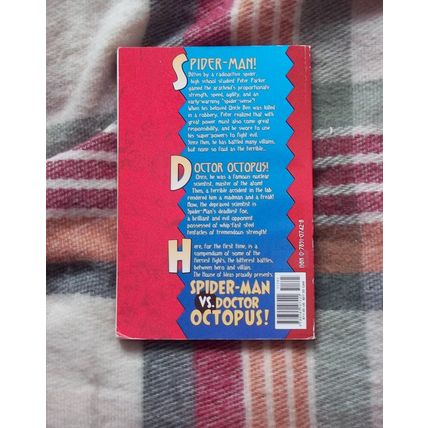 SPIDER-MAN!
Bitten by a radioactive spider,
high school student Peter Parker
gained the arachnid's proportionate
strength, speed, agility, and an
early-warning "spider sense"!
When his beloved Uncle Ben was killed
in a robbery, Peter realized that with
great power must also come great
responsibility, and he swore to use
his super-powers to fight evil.
Since then, he has battled many villains,
but none so foul as the terrible...
DOCTOR OCTOPUS!
Once, he was a famous nuclear
scientist, master of the atom!
Then, a terrible accident in the lab
rendered him a madman and a freak!
Now, the depraved scientist is
Spider-Man's deadliest foe,
a brilliant and evil opponent
possessed of whip-fast steel
tentacles of tremendous strength!
Here, for the first time, is a
compendium of some of the
fiercest fights, the bitterest battles,
between hero and villain.
The House of Ideas proudly presents
SPIDER-MAN
VS. DOCTOR
OCTOPUS!
ISBN 0-7851-0742-8